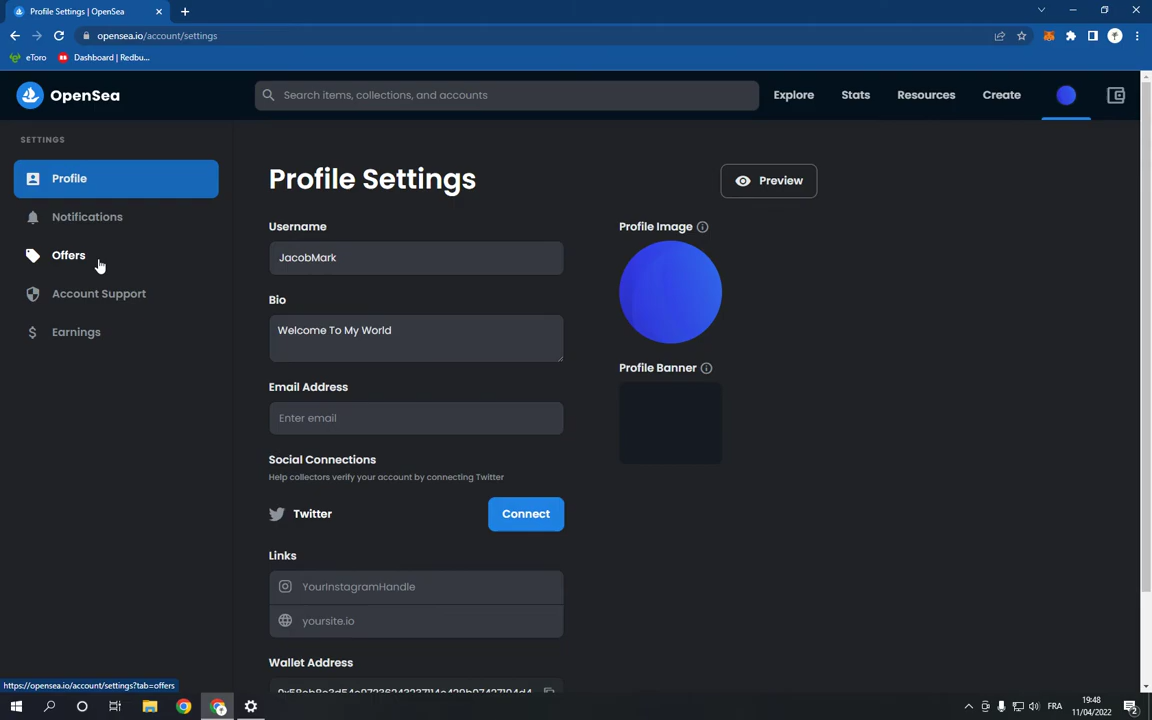 Profile Settings | OpenSea
opensea.io/account/settings
eToro
Dashboard | Redbu...
OpenSea
Search items, collections, and accounts
Explore
Stats
Resources
Create
SETTINGS
Profile
Notifications
Offers
Account Support
Earnings
Profile Settings
Preview
Username
JacobMark
Bio
Welcome To My World
Email Address
Enter email
Social Connections
Help collectors verify your account by connecting Twitter
Twitter
Connect
Links
YourInstagramHandle
yoursite.io
Wallet Address
Profile Image
Profile Banner
https://opensea.io/account/settings?tab=offers
FRA
19:48
11/04/2022
2